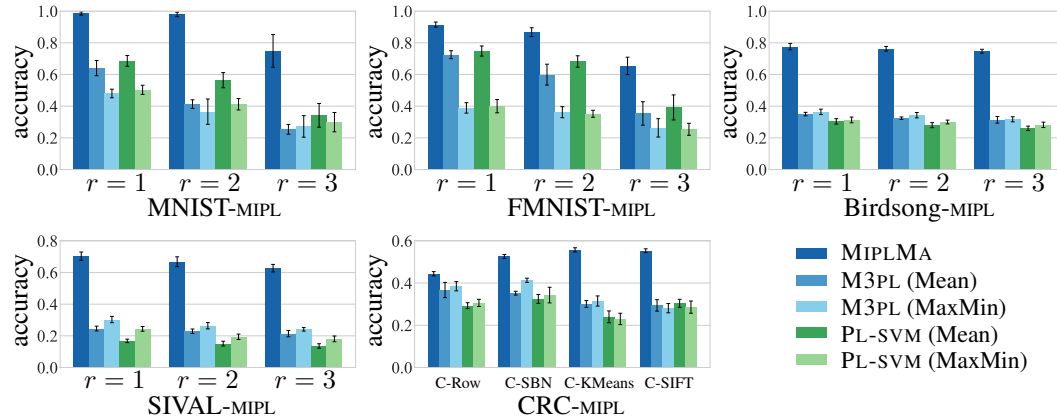 accuracy
1.0
0.8
0.6
0.4
0.2
0.0
r = 1 r = 2 r = 3
MNIST-MIPL
accuracy
1.0
0.8
0.6
0.4
0.2
0.0
r = 1 r = 2 r = 3
FMNIST-MIPL
accuracy
1.0
0.8
0.6
0.4
0.2
0.0
r = 1 r = 2 r = 3
Birdsong-MIPL
accuracy
0.8
0.6
0.4
0.2
0.0
r = 1 r = 2 r = 3
SIVAL-MIPL
accuracy
0.6
0.4
0.2
0.0
C-Row C-SBN C-KMeans C-SIFT
CRC-MIPL
MIPLMA
M3PL (Mean)
M3PL (MaxMin)
PL-SVM (Mean)
PL-SVM (MaxMin)